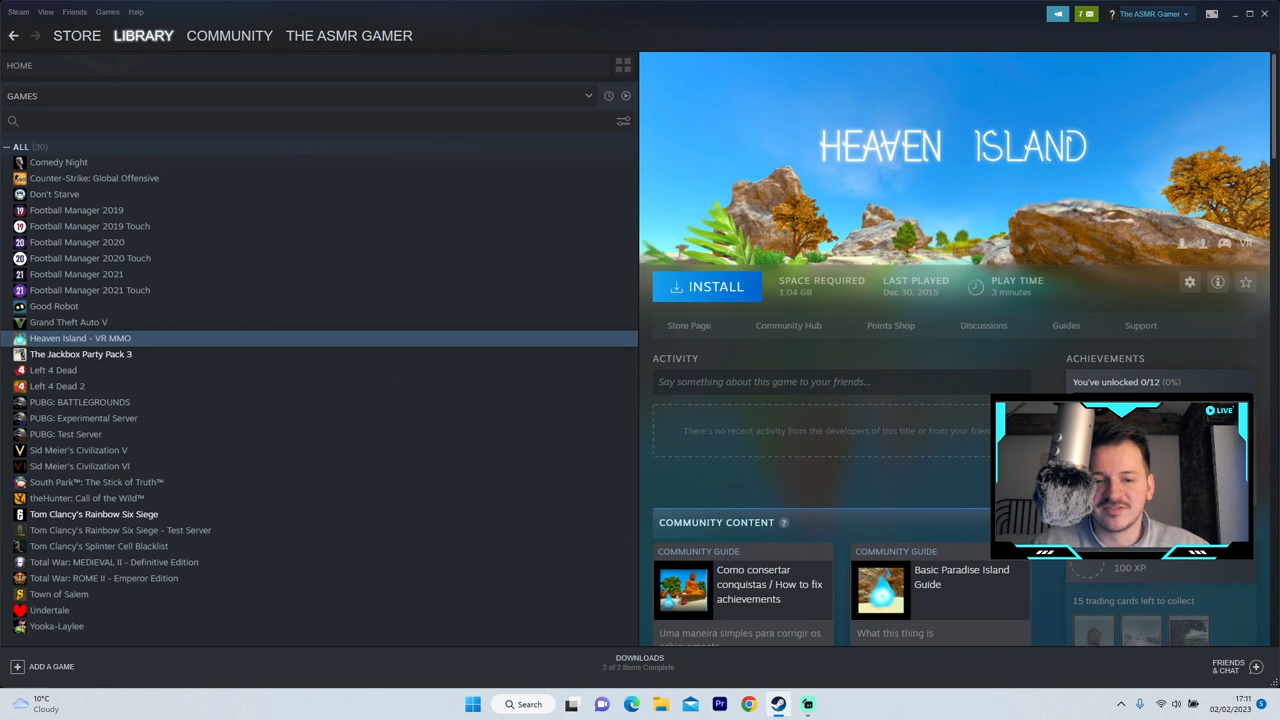 Steam View Friends Games Help
7
? The ASMR Gamer
STORE LIBRARY COMMUNITY THE ASMR GAMER
HOME
GAMES
ALL (30)
Comedy Night
Counter-Strike: Global Offensive
Don't Starve
19 Football Manager 2019
19 Football Manager 2019 Touch
20 Football Manager 2020
20 Football Manager 2020 Touch
21 Football Manager 2021
21 Football Manager 2021 Touch
Good Robot
Grand Theft Auto V
Heaven Island - VR MMO
The Jackbox Party Pack 3
Left 4 Dead
Left 4 Dead 2
PUBG: BATTLEGROUNDS
PUBG: Experimental Server
PUBG: Test Server
Sid Meier's Civilization V
Sid Meier's Civilization VI
South Park™: The Stick of Truth™
theHunter: Call of the Wild™
Tom Clancy's Rainbow Six Siege
Tom Clancy's Rainbow Six Siege - Test Server
Tom Clancy's Splinter Cell Blacklist
Total War: MEDIEVAL II - Definitive Edition
Total War: ROME II - Emperor Edition
Town of Salem
Undertale
Yooka-Laylee
HEAVEN ISLAND
VR
INSTALL
SPACE REQUIRED
1.04 GB
LAST PLAYED
Dec 30, 2015
PLAY TIME
3 minutes
Store Page Community Hub Points Shop Discussions Guides Support
ACTIVITY
Say something about this game to your friends...
There's no recent activity from the developers of this title or from your frien
ACHIEVEMENTS
You've unlocked 0/12 (0%)
LIVE
COMMUNITY CONTENT ?
COMMUNITY GUIDE
Como consertar
conquistas / How to fix
achievements
Uma maneira simples para corrigir os
achievements
COMMUNITY GUIDE
Basic Paradise Island
Guide
What this thing is
100 XP
15 trading cards left to collect
ADD A GAME
DOWNLOADS
2 of 2 Items Complete
FRIENDS
& CHAT
10°C
Cloudy
Search
Pr
17:11
02/02/2023
5